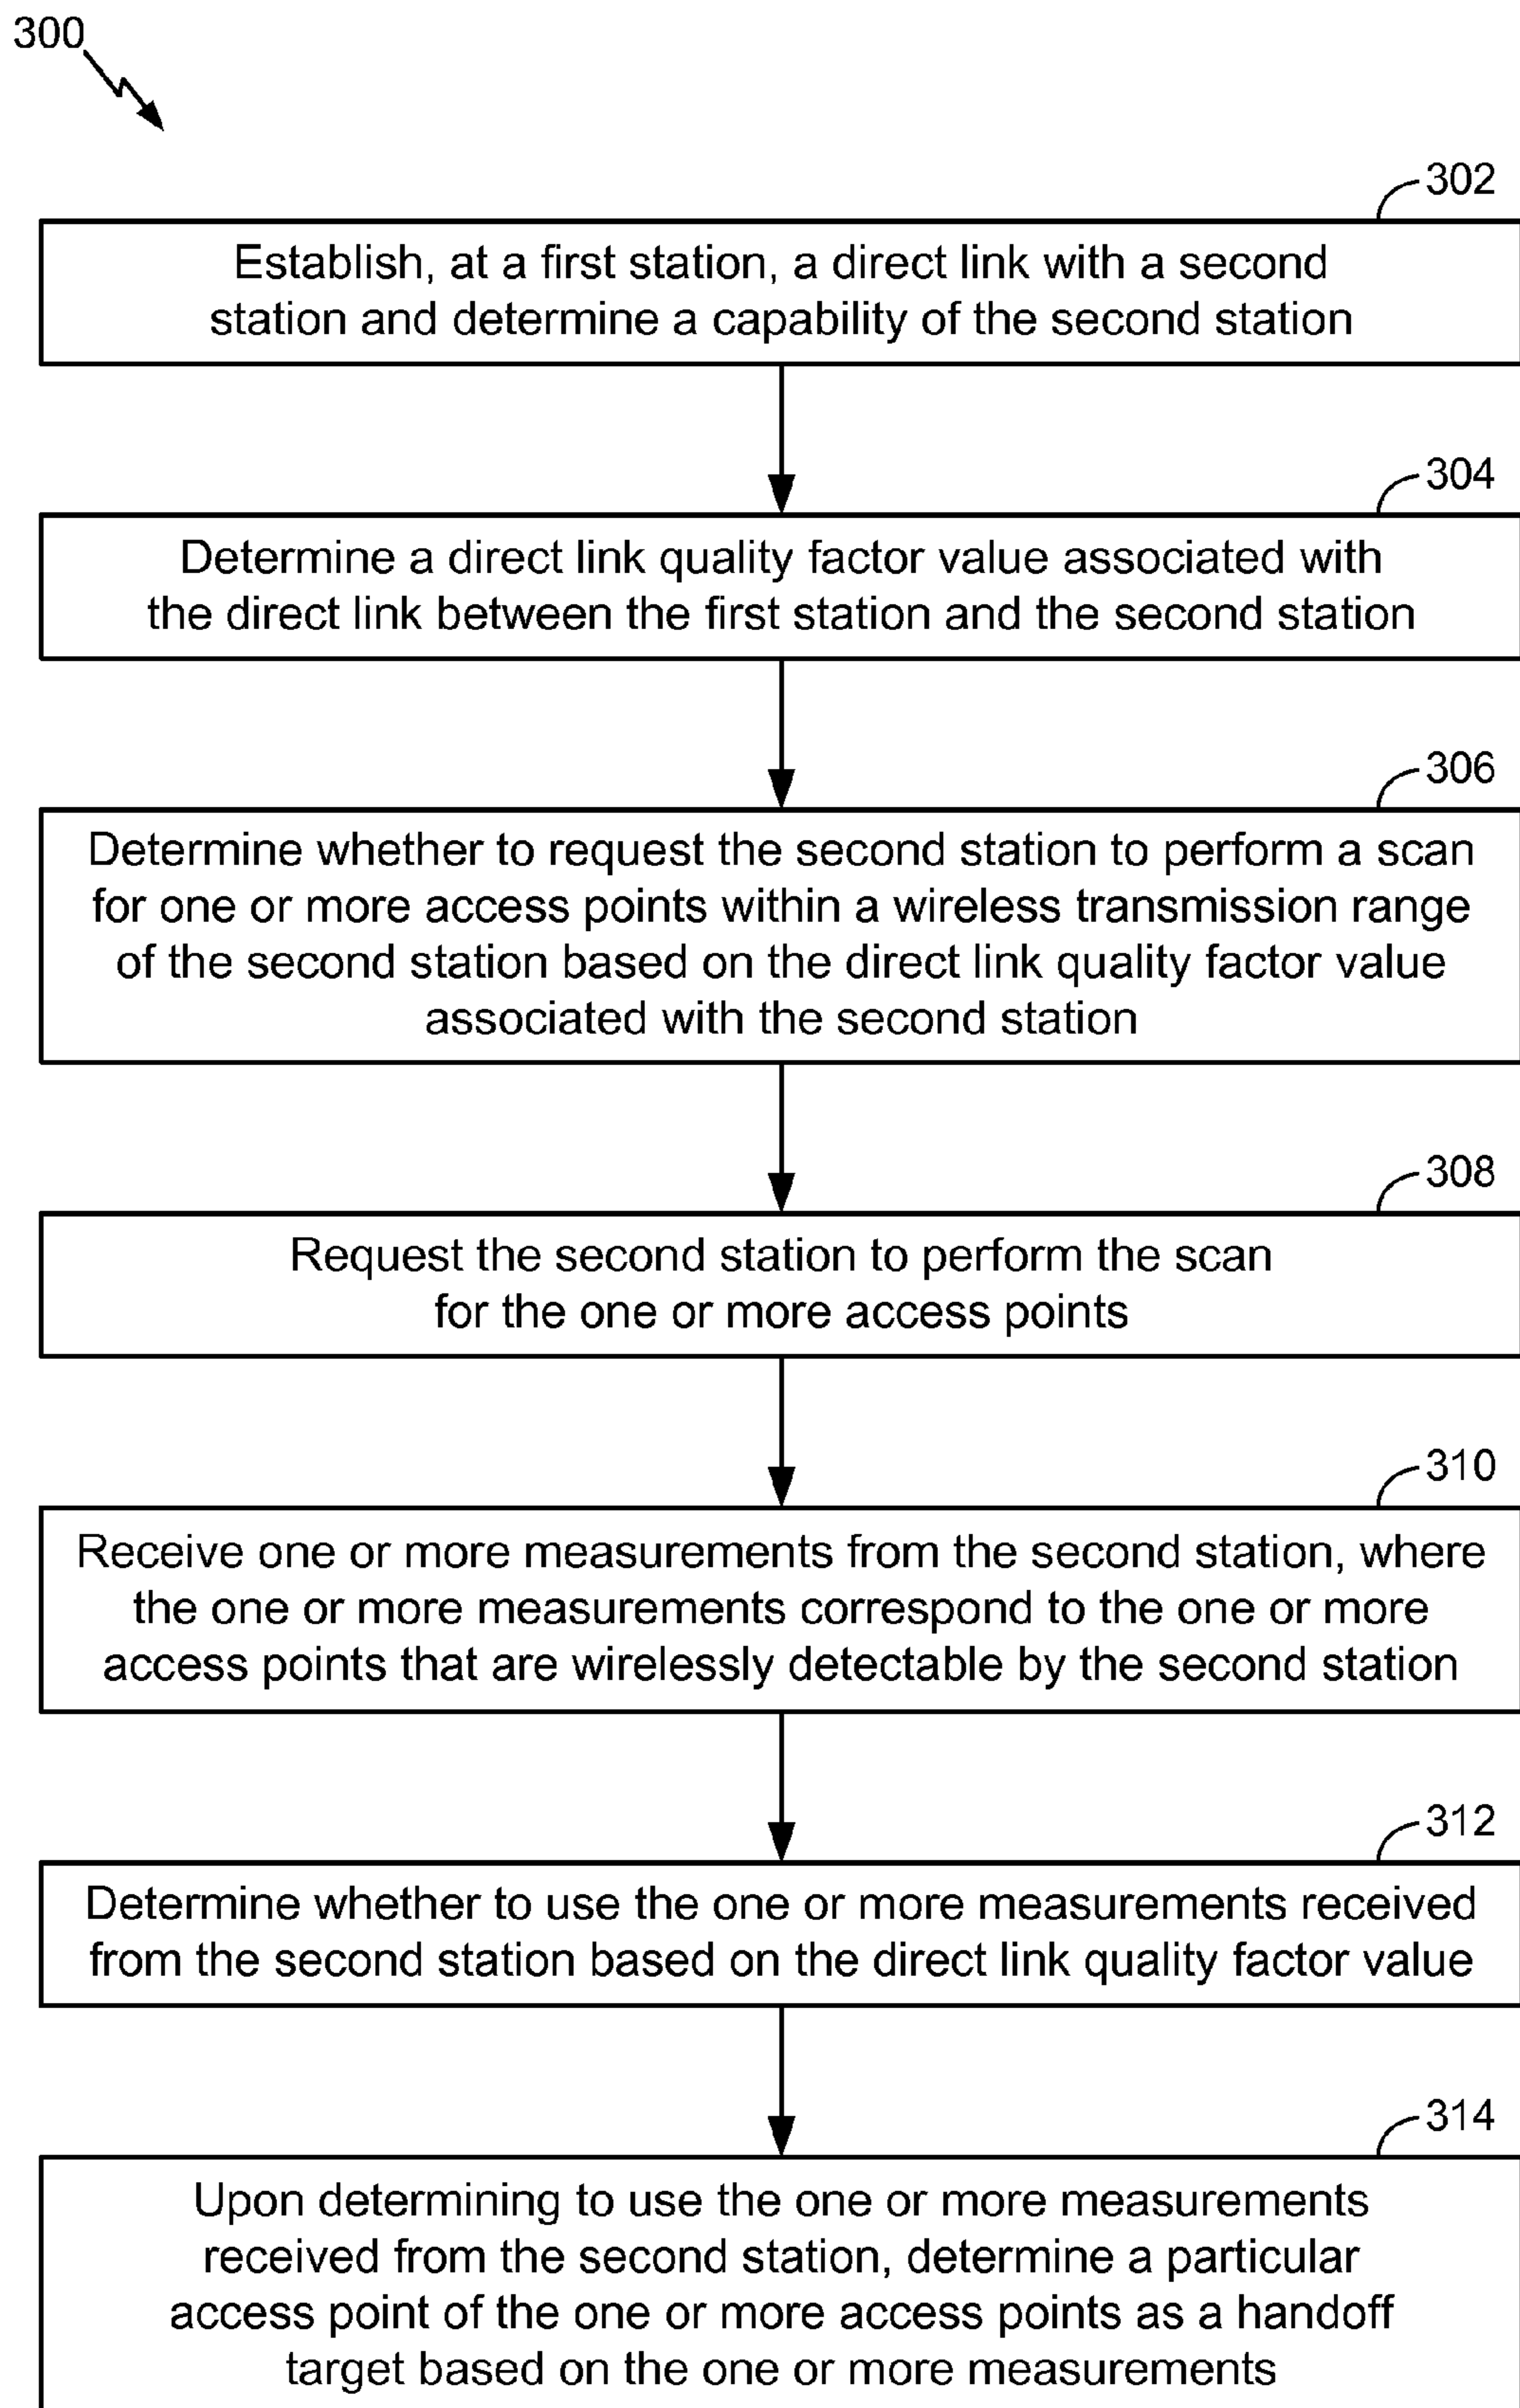 300
302
Establish, at a first station, a direct link with a second
station and determine a capability of the second station
304
Determine a direct link quality factor value associated with
the direct link between the first station and the second station
306
Determine whether to request the second station to perform a scan
for one or more access points within a wireless transmission range
of the second station based on the direct link quality factor value
associated with the second station
308
Request the second station to perform the scan
for the one or more access points
310
Receive one or more measurements from the second station, where
the one or more measurements correspond to the one or more
access points that are wirelessly detectable by the second station
312
Determine whether to use the one or more measurements received
from the second station based on the direct link quality factor value
314
Upon determining to use the one or more measurements
received from the second station, determine a particular
access point of the one or more access points as a handoff
target based on the one or more measurements